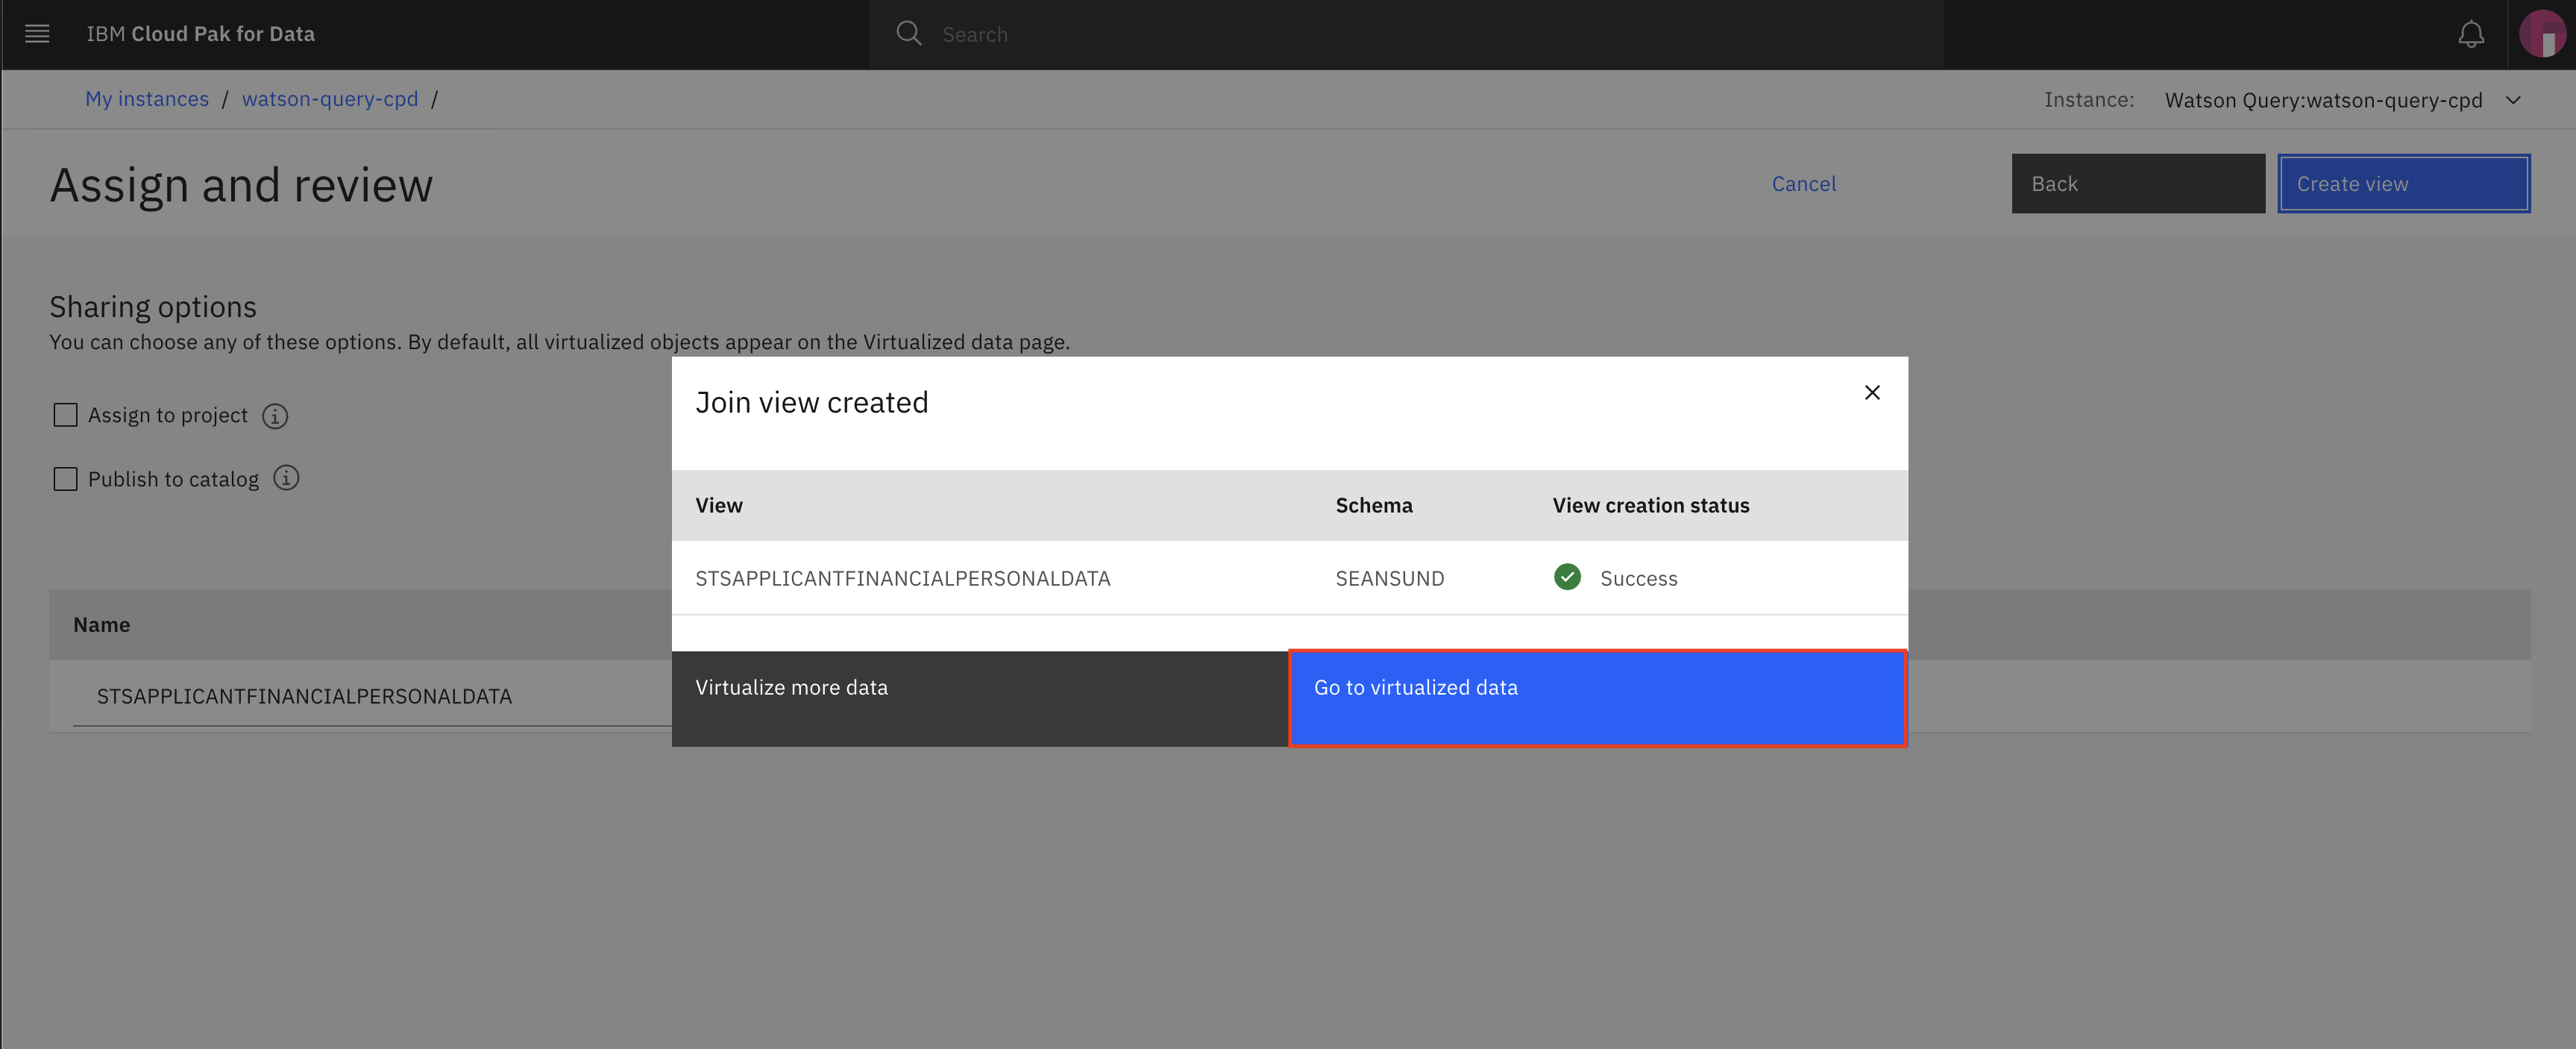 IBM Cloud Pak for Data
Search
My instances / watson-query-cpd /
Instance: Watson Query:watson-query-cpd
Assign and review
Cancel
Back
Create view
Sharing options
You can choose any of these options. By default, all virtualized objects appear on the Virtualized data page.
Assign to project
Publish to catalog
Name
STSAPPLICANTFINANCIALPERSONALDATA
Join view created
View Schema View creation status
STSAPPLICANTFINANCIALPERSONALDATA SEANSUND Success
Virtualize more data
Go to virtualized data